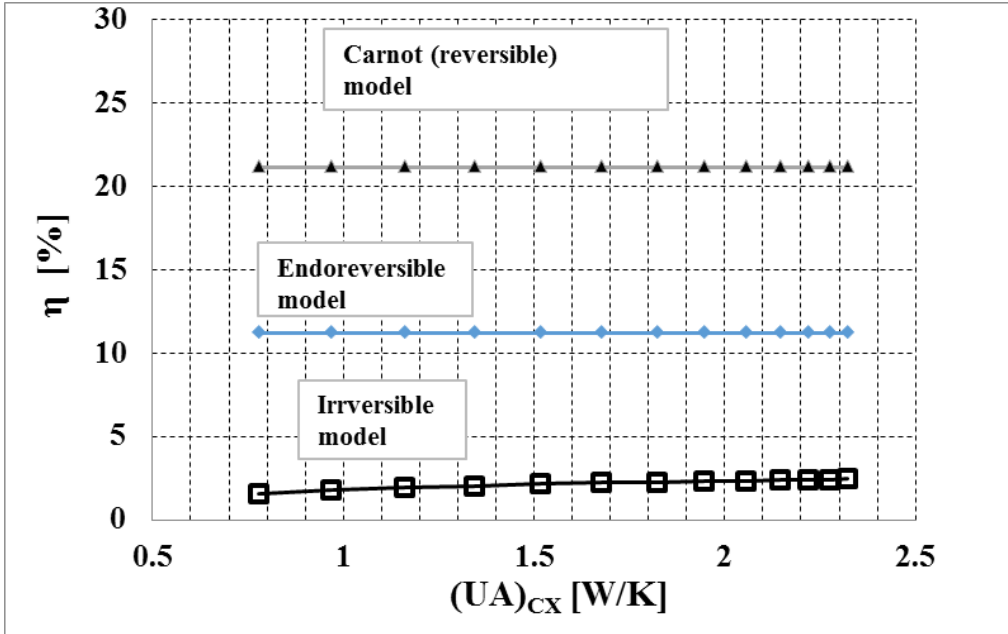 30
Carnot (reversible)
model
25
20
η [%]
15
Endoreversible
model
10
Irrversible
model
5
0
0.5 1 1.5 2 2.5
(UA)CX [W/K]